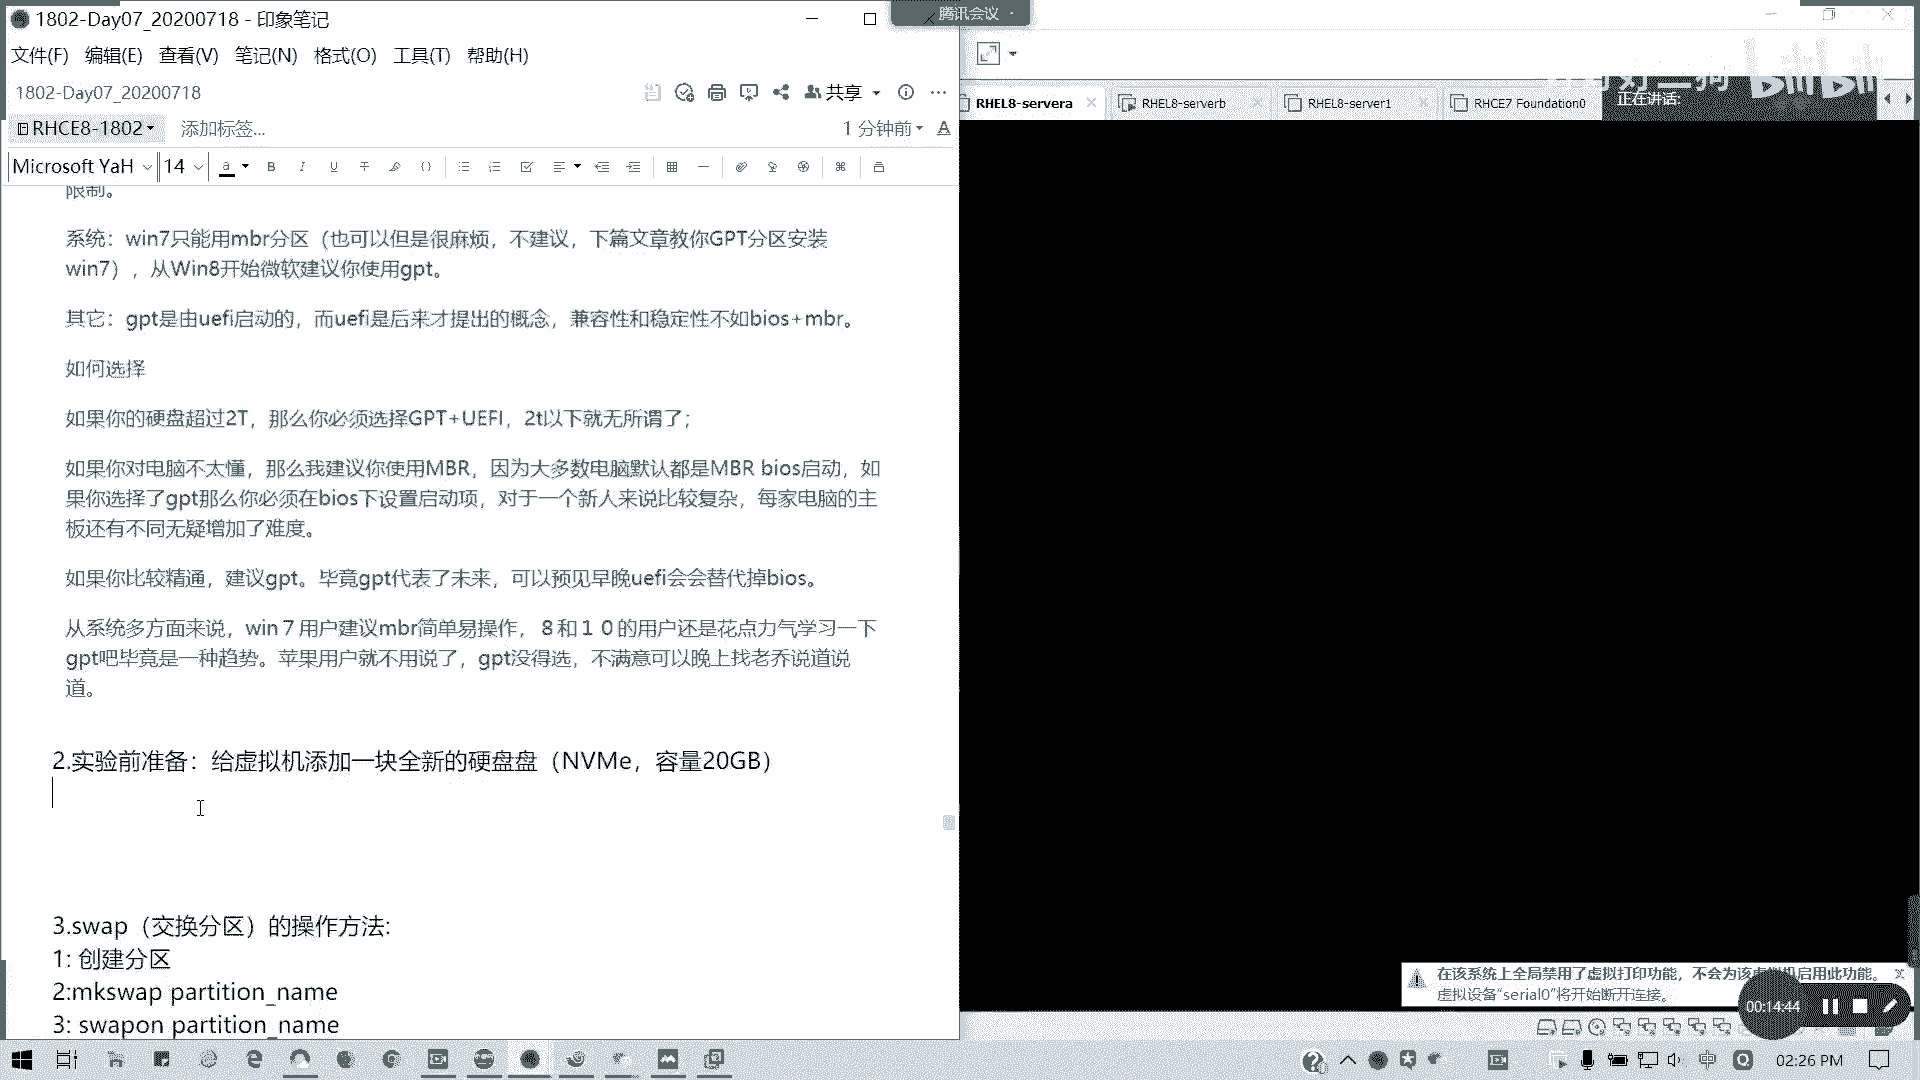 1802-Day07_20200718 - 印象笔记
腾讯会议
文件(F) 编辑(E) 查看(V) 笔记(N) 格式(O) 工具(T) 帮助(H)
1802-Day07_20200718
共享
RHCE8-1802
添加标签...
1 分钟前
RHEL8-servera
RHEL8-serverb
RHEL8-server1
RHCE7 Foundation0
正在讲话:
bilibili
Microsoft YaH
14
限制。
系统：win7只能用mbr分区（也可以但是很麻烦，不建议，下篇文章教你GPT分区安装
win7），从Win8开始微软建议你使用gpt。
其它：gpt是由uefi启动的，而uefi是后来才提出的概念，兼容性和稳定性不如bios+mbr。
如何选择
如果你的硬盘超过2T，那么你必须选择GPT+UEFI，2t以下就无所谓了；
如果你对电脑不太懂，那么我建议你使用MBR，因为大多数电脑默认都是MBR bios启动，如
果你选择了gpt那么你必须在bios下设置启动项，对于一个新人来说比较复杂，每家电脑的主
板还有不同无疑增加了难度。
如果你比较精通，建议gpt。毕竟gpt代表了未来，可以预见早晚uefi会会替代掉bios。
从系统多方面来说，win７用户建议mbr简单易操作，８和１０的用户还是花点力气学习一下
gpt吧毕竟是一种趋势。苹果用户就不用说了，gpt没得选，不满意可以晚上找老乔说道说
道。
2.实验前准备：给虚拟机添加一块全新的硬盘盘（NVMe，容量20GB）
3.swap（交换分区）的操作方法:
1: 创建分区
2:mkswap partition_name
3: swapon partition_name
在该系统上全局禁用了虚拟打印功能，不会为该虚拟机启用此功能。
虚拟设备“serial0”将开始断开连接。
00:14:44
中
02:26 PM